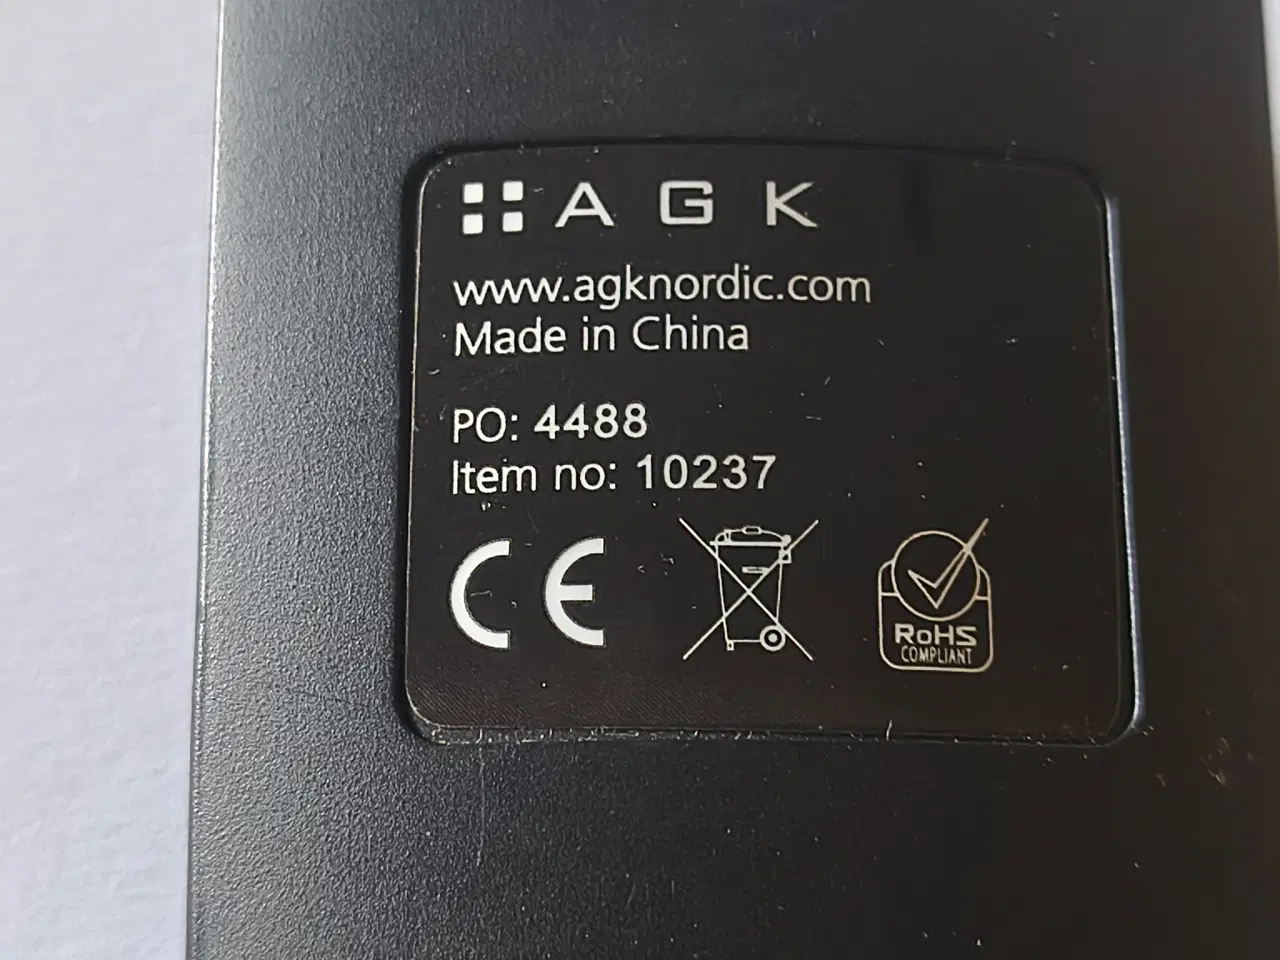 AGK
www.agknordic.com
Made in China
PO: 4488
Item no: 10237
CE
RoHS
COMPLIANT